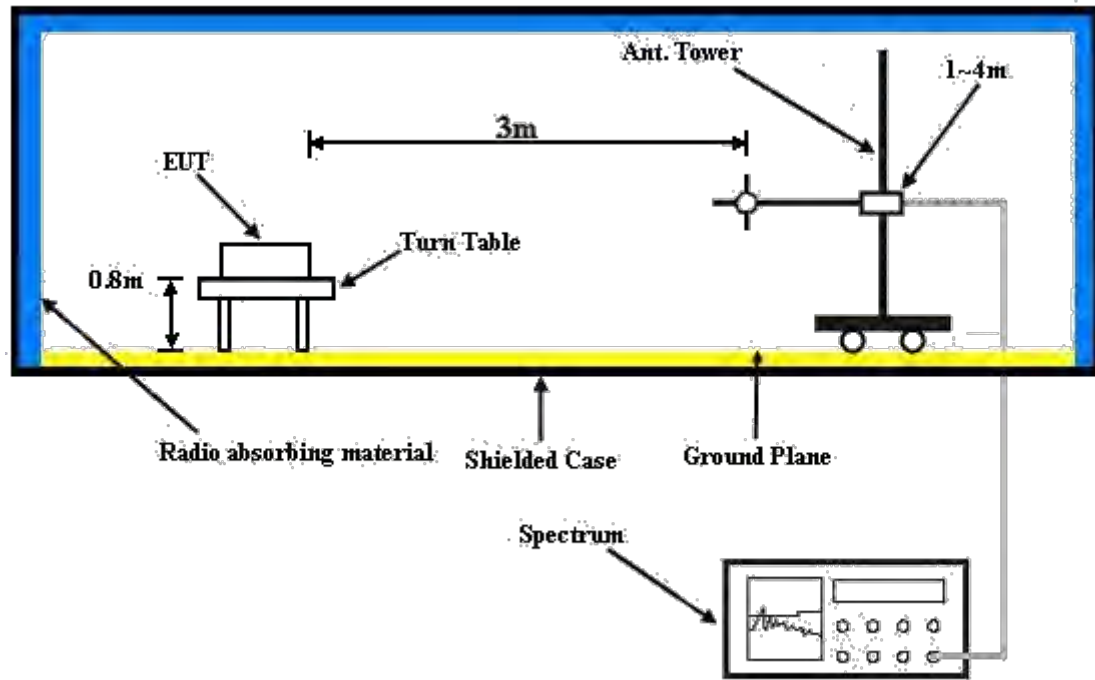 Ant. Tower
1~4m
3m
EUT
Turn Table
0.8m
Radio absorbing material
Shielded Case
Ground Plane
Spectrum